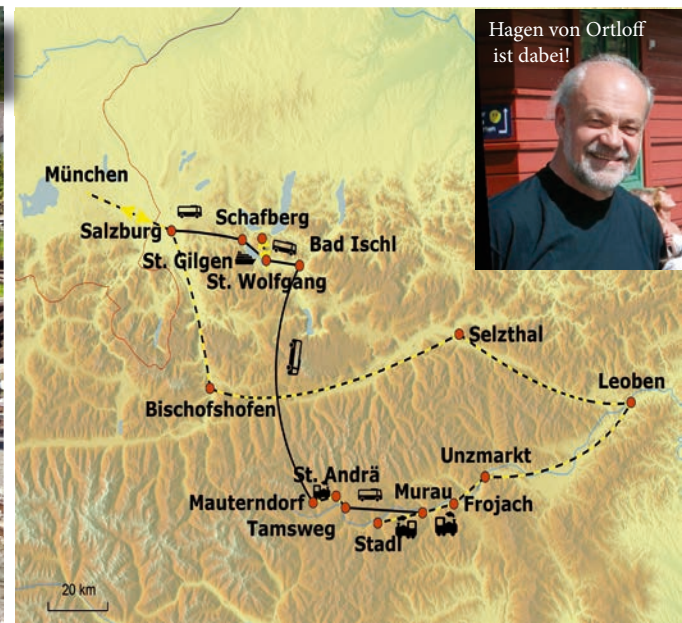 Hagen von Ortloff
ist dabei!
München
Salzburg
Schafberg
St. Gilgen
Bad Ischl
St. Wolfgang
Selzthal
Bischofshofen
Leoben
Unzmarkt
St. Andrä
Mauterndorf
Murau
Frojach
Tamsweg
Stadl
20 km